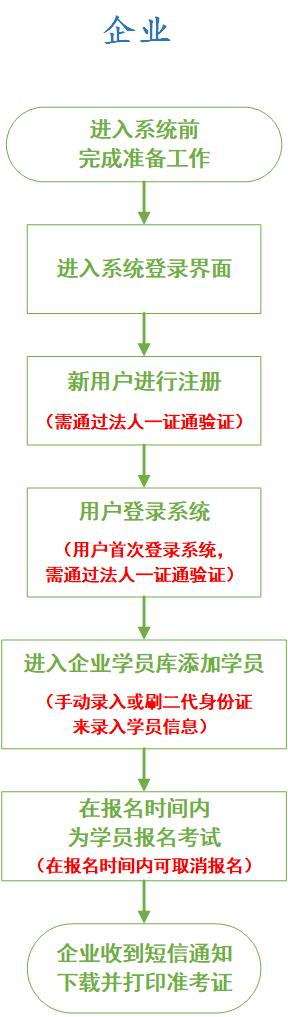 企业
进入系统前
完成准备工作
进入系统登录界面
新用户进行注册
（需通过法人一证通验证）
用户登录系统
（用户首次登录系统，
需通过法人一证通验证）
进入企业学员库添加学员
（手动录入或刷二代身份证
来录入学员信息）
在报名时间内
为学员报名考试
（在报名时间内可取消报名）
企业收到短信通知
下载并打印准考证